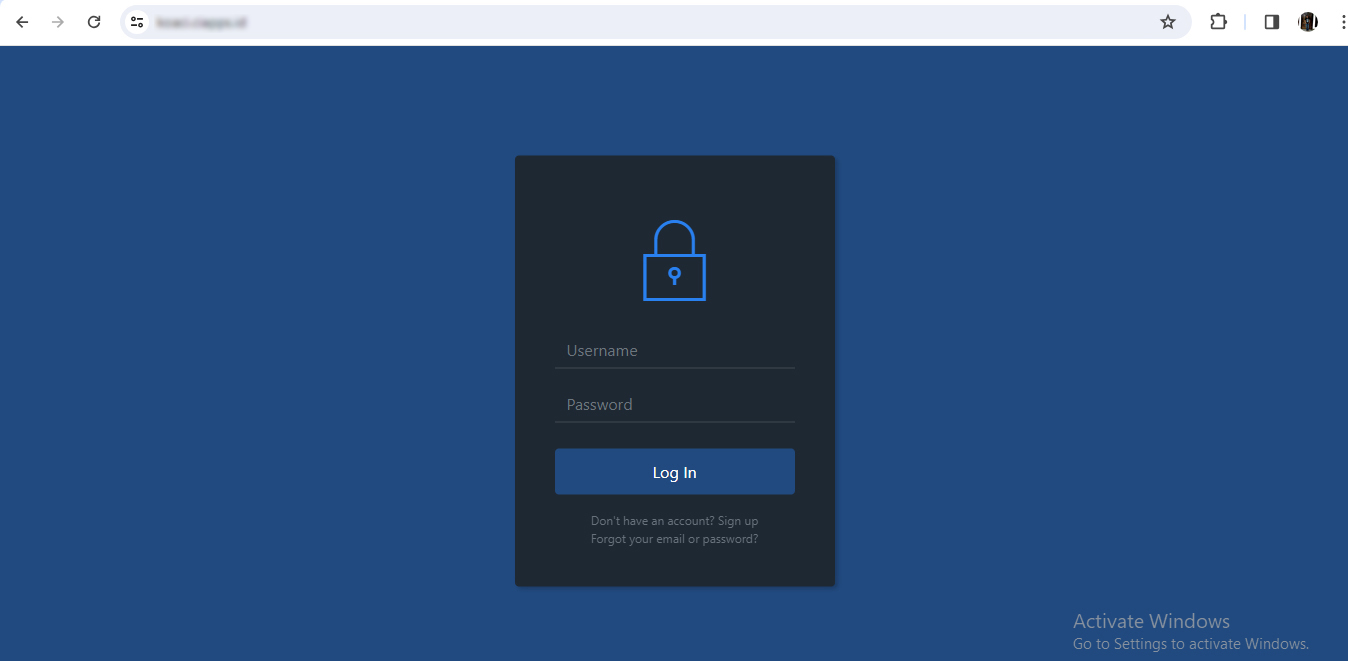 Username
Password
Log In
Don't have an account? Sign up
Forgot your email or password?
Activate Windows
Go to Settings to activate Windows.